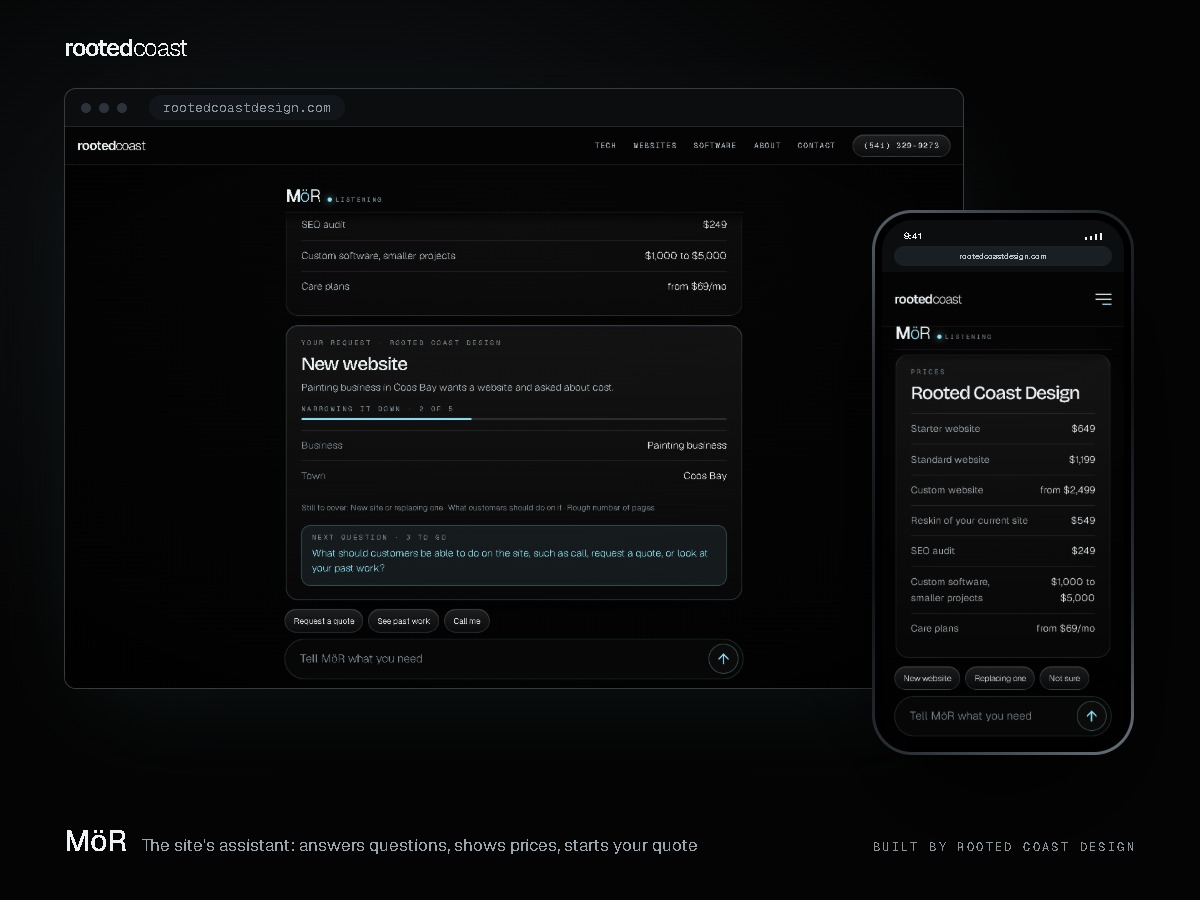 rootedcoast
rootedcoastdesign.com
rootedcoast
TECH WEBSITES SOFTWARE ABOUT CONTACT (541) 329-9273
MöR LISTENING
SEO audit $249
Custom software, smaller projects $1,000 to $5,000
Care plans from $69/mo
YOUR REQUEST · ROOTED COAST DESIGN
New website
Painting business in Coos Bay wants a website and asked about cost.
NARROWING IT DOWN · 2 OF 5
Business Painting business
Town Coos Bay
Still to cover: New site or replacing one · What customers should do on it · Rough number of pages
NEXT QUESTION · 3 TO GO
What should customers be able to do on the site, such as call, request a quote, or look at
your past work?
Request a quote See past work Call me
Tell MöR what you need
9:41
rootedcoastdesign.com
rootedcoast
MöR LISTENING
PRICES
Rooted Coast Design
Starter website $649
Standard website $1,199
Custom website from $2,499
Reskin of your current site $549
SEO audit $249
Custom software, $1,000 to
smaller projects $5,000
Care plans from $69/mo
New website Replacing one Not sure
Tell MöR what you need
MöR The site's assistant: answers questions, shows prices, starts your quote
BUILT BY ROOTED COAST DESIGN